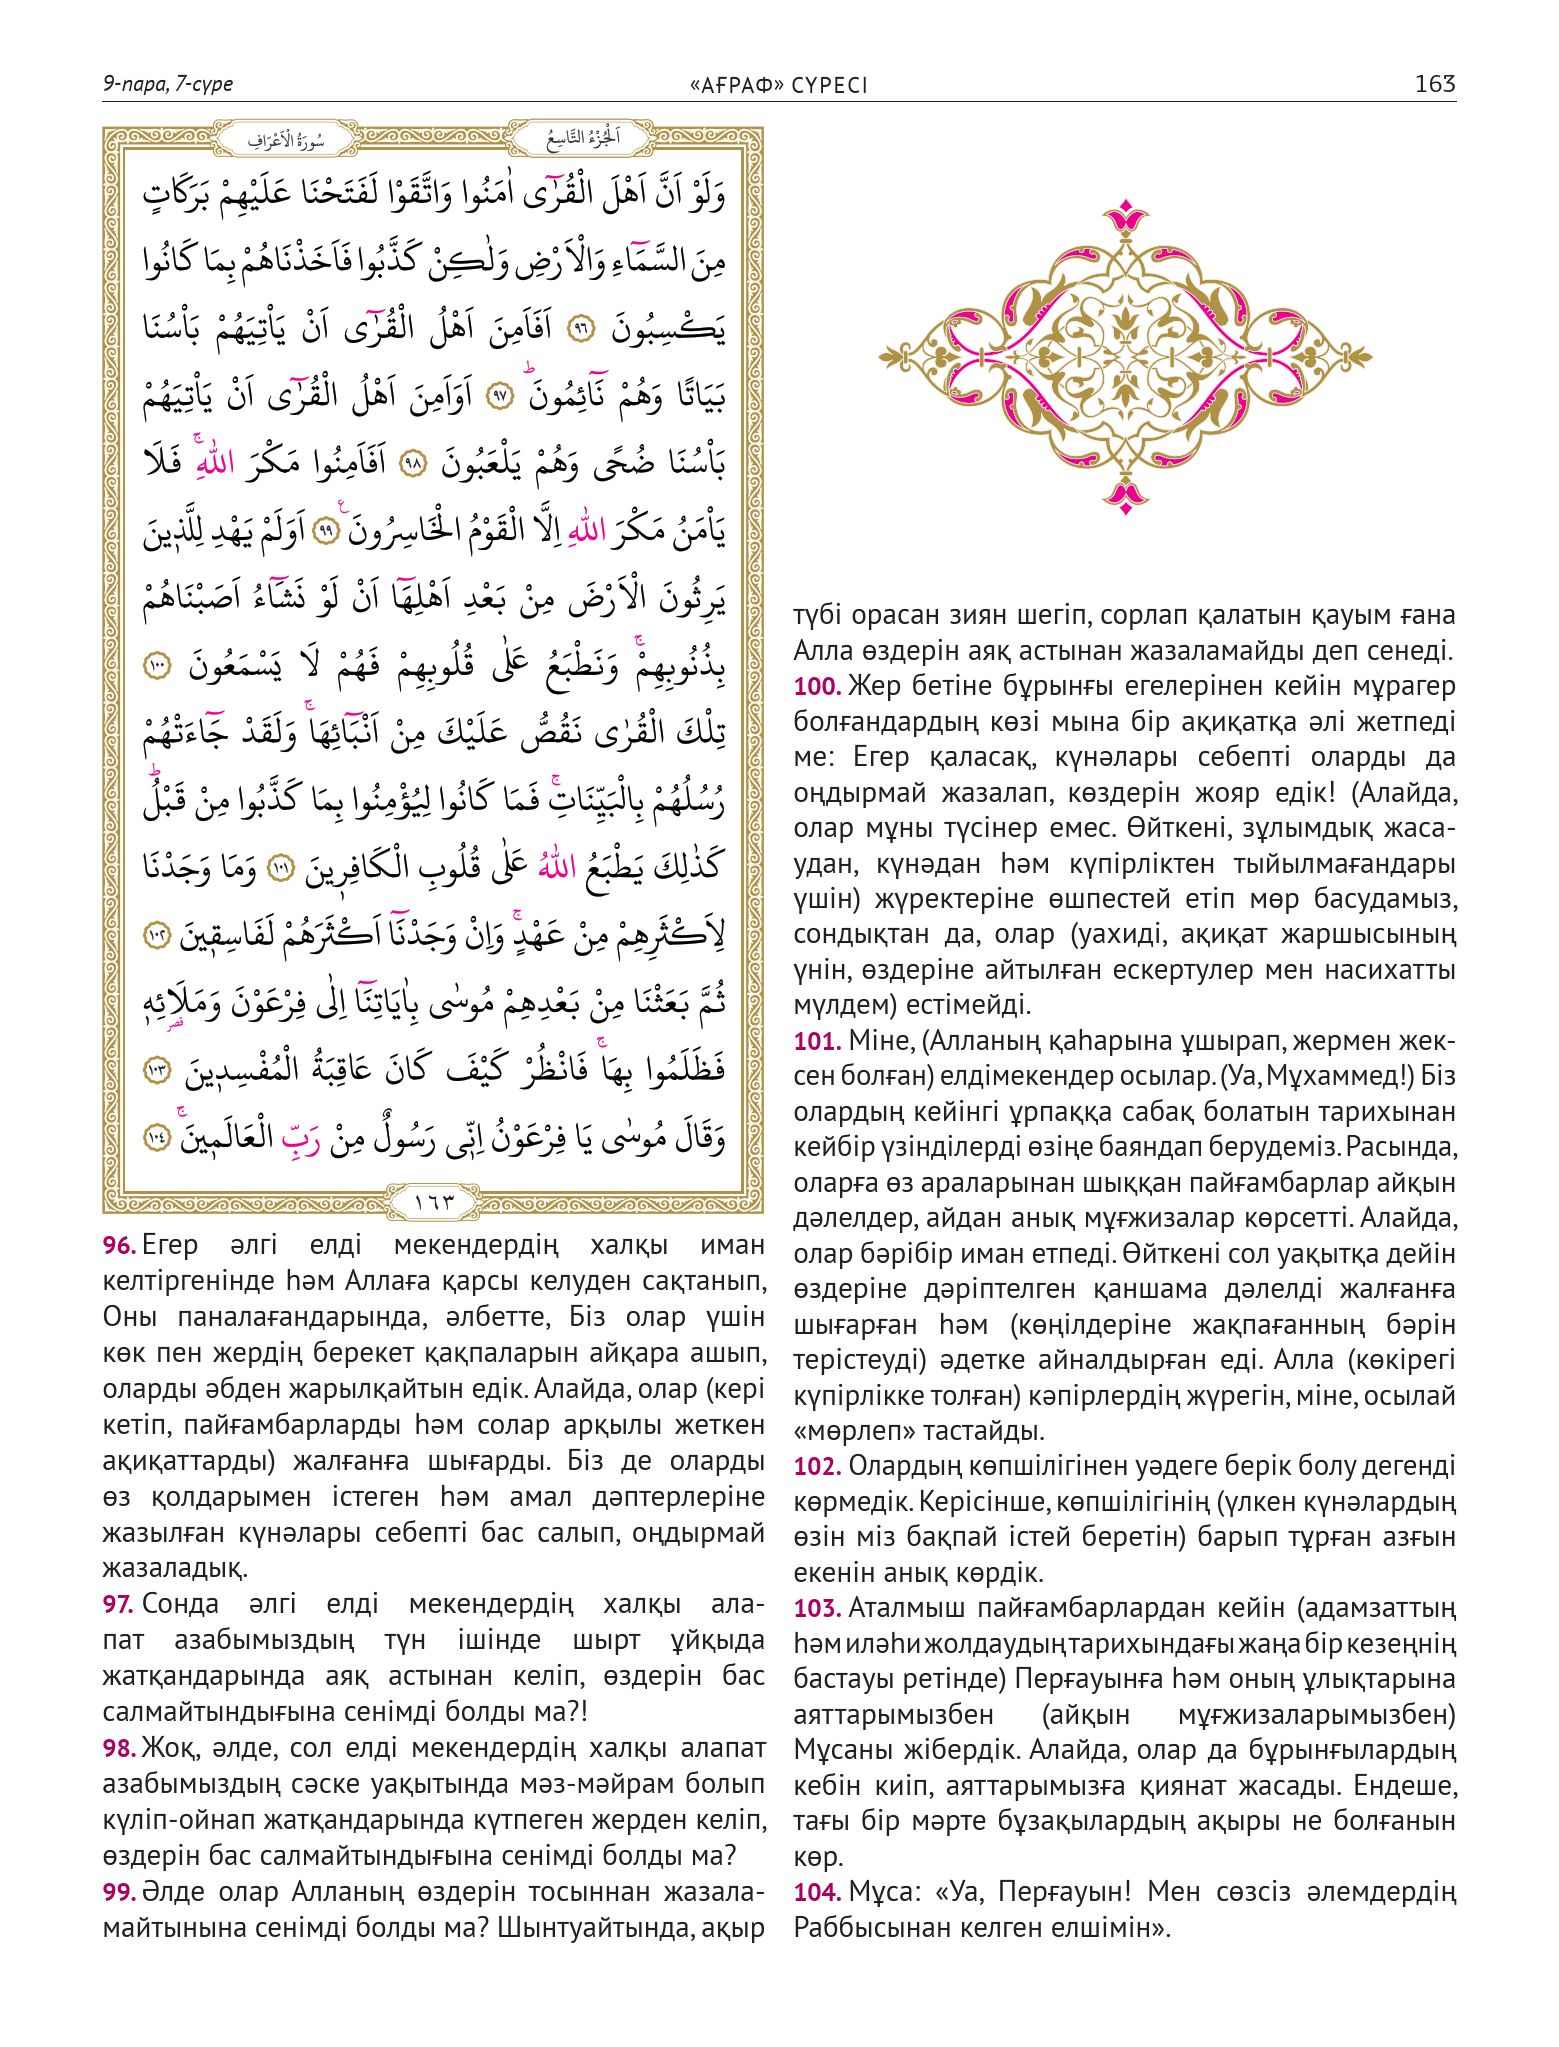 9-пара, 7-сүре
«АҒРАФ» СҮРЕСІ
163
اَلْجُزْءُ التَّاسِعُ
سُورَةُ الْاَعْرَافِ
وَلَوْ اَنَّ اَهْلَ الْقُرٰٓى اٰمَنُوا وَاتَّقَوْا لَفَتَحْنَا عَلَيْهِمْ بَرَكَاتٍ
مِنَ السَّمَٓاءِ وَالْاَرْضِ وَلٰكِنْ كَذَّبُوا فَاَخَذْنَاهُمْ بِمَا كَانُوا
يَكْسِبُونَ ﴿٩٦﴾ اَفَاَمِنَ اَهْلُ الْقُرٰٓى اَنْ يَأْتِيَهُمْ بَأْسُنَا
بَيَاتًا وَهُمْ نَٓائِمُونَۜ ﴿٩٧﴾ اَوَاَمِنَ اَهْلُ الْقُرٰٓى اَنْ يَأْتِيَهُمْ
بَأْسُنَا ضُحًى وَهُمْ يَلْعَبُونَ ﴿٩٨﴾ اَفَاَمِنُوا مَكْرَ اللّٰهِۚ فَلَا
يَأْمَنُ مَكْرَ اللّٰهِ اِلَّا الْقَوْمُ الْخَاسِرُونَ۟ ﴿٩٩﴾ اَوَلَمْ يَهْدِ لِلَّذ۪ينَ
يَرِثُونَ الْاَرْضَ مِنْ بَعْدِ اَهْلِهَٓا اَنْ لَوْ نَشَٓاءُ اَصَبْنَاهُمْ
بِذُنُوبِهِمْۚ وَنَطْبَعُ عَلٰى قُلُوبِهِمْ فَهُمْ لَا يَسْمَعُونَ ﴿١٠٠﴾
تِلْكَ الْقُرٰى نَقُصُّ عَلَيْكَ مِنْ اَنْبَٓائِهَاۚ وَلَقَدْ جَٓاءَتْهُمْ
رُسُلُهُمْ بِالْبَيِّنَاتِۚ فَمَا كَانُوا لِيُؤْمِنُوا بِمَا كَذَّبُوا مِنْ قَبْلُۜ
كَذٰلِكَ يَطْبَعُ اللّٰهُ عَلٰى قُلُوبِ الْكَافِر۪ينَ ﴿١٠١﴾ وَمَا وَجَدْنَا
لِاَكْثَرِهِمْ مِنْ عَهْدٍۚ وَاِنْ وَجَدْنَٓا اَكْثَرَهُمْ لَفَاسِق۪ينَ ﴿١٠٢﴾
ثُمَّ بَعَثْنَا مِنْ بَعْدِهِمْ مُوسٰى بِاٰيَاتِنَٓا اِلٰى فِرْعَوْنَ وَمَلَا۬ئِه۪
فَظَلَمُوا بِهَاۚ فَانْظُرْ كَيْفَ كَانَ عَاقِبَةُ الْمُفْسِد۪ينَ ﴿١٠٣﴾
وَقَالَ مُوسٰى يَا فِرْعَوْنُ اِنّ۪ي رَسُولٌ مِنْ رَبِّ الْعَالَم۪ينَۚ ﴿١٠٤﴾
١٦٣
96. Егер әлгі елді мекендердің халқы иман
келтіргенінде һәм Аллаға қарсы келуден сақтанып,
Оны паналағандарында, әлбетте, Біз олар үшін
көк пен жердің берекет қақпаларын айқара ашып,
оларды әбден жарылқайтын едік. Алайда, олар (кері
кетіп, пайғамбарларды һәм солар арқылы жеткен
ақиқаттарды) жалғанға шығарды. Біз де оларды
өз қолдарымен істеген һәм амал дәптерлеріне
жазылған күнәлары себепті бас салып, оңдырмай
жазаладық.
97. Сонда әлгі елді мекендердің халқы ала-
пат азабымыздың түн ішінде шырт ұйқыда
жатқандарында аяқ астынан келіп, өздерін бас
салмайтындығына сенімді болды ма?!
98. Жоқ, әлде, сол елді мекендердің халқы алапат
азабымыздың сәске уақытында мәз-мәйрам болып
күліп-ойнап жатқандарында күтпеген жерден келіп,
өздерін бас салмайтындығына сенімді болды ма?
99. Әлде олар Алланың өздерін тосыннан жазала-
майтынына сенімді болды ма? Шынтуайтында, ақыр
түбі орасан зиян шегіп, сорлап қалатын қауым ғана
Алла өздерін аяқ астынан жазаламайды деп сенеді.
100. Жер бетіне бұрынғы егелерінен кейін мұрагер
болғандардың көзі мына бір ақиқатқа әлі жетпеді
ме: Егер қаласақ, күнәлары себепті оларды да
оңдырмай жазалап, көздерін жояр едік! (Алайда,
олар мұны түсінер емес. Өйткені, зұлымдық жаса-
удан, күнәдан һәм күпірліктен тыйылмағандары
үшін) жүректеріне өшпестей етіп мөр басудамыз,
сондықтан да, олар (уахиді, ақиқат жаршысының
үнін, өздеріне айтылған ескертулер мен насихатты
мүлдем) естімейді.
101. Міне, (Алланың қаһарына ұшырап, жермен жек-
сен болған) елдімекендер осылар. (Уа, Мұхаммед!) Біз
олардың кейінгі ұрпаққа сабақ болатын тарихынан
кейбір үзінділерді өзіңе баяндап берудеміз. Расында,
оларға өз араларынан шыққан пайғамбарлар айқын
дәлелдер, айдан анық мұғжизалар көрсетті. Алайда,
олар бәрібір иман етпеді. Өйткені сол уақытқа дейін
өздеріне дәріптелген қаншама дәлелді жалғанға
шығарған һәм (көңілдеріне жақпағанның бәрін
терістеуді) әдетке айналдырған еді. Алла (көкірегі
күпірлікке толған) кәпірлердің жүрегін, міне, осылай
«мөрлеп» тастайды.
102. Олардың көпшілігінен уәдеге берік болу дегенді
көрмедік. Керісінше, көпшілігінің (үлкен күнәлардың
өзін міз бақпай істей беретін) барып тұрған азғын
екенін анық көрдік.
103. Аталмыш пайғамбарлардан кейін (адамзаттың
һәм иләһи жолдаудың тарихындағы жаңа бір кезеңнің
бастауы ретінде) Перғауынға һәм оның ұлықтарына
аяттарымызбен (айқын мұғжизаларымызбен)
Мұсаны жібердік. Алайда, олар да бұрынғылардың
кебін киіп, аяттарымызға қиянат жасады. Ендеше,
тағы бір мәрте бұзақылардың ақыры не болғанын
көр.
104. Мұса: «Уа, Перғауын! Мен сөзсіз әлемдердің
Раббысынан келген елшімін».